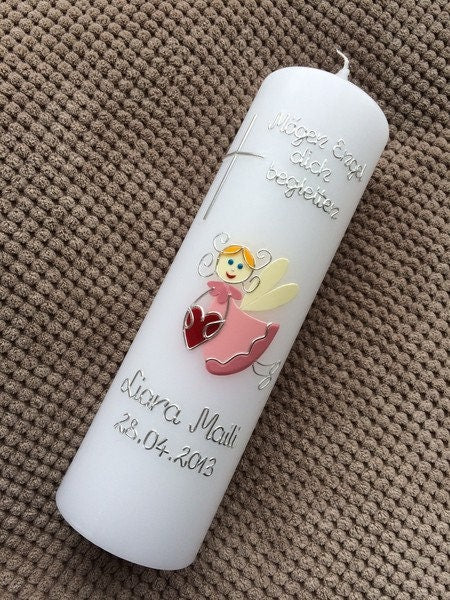 Mögen Engel
dich
begleiten
Liara Maili
28.04.2013